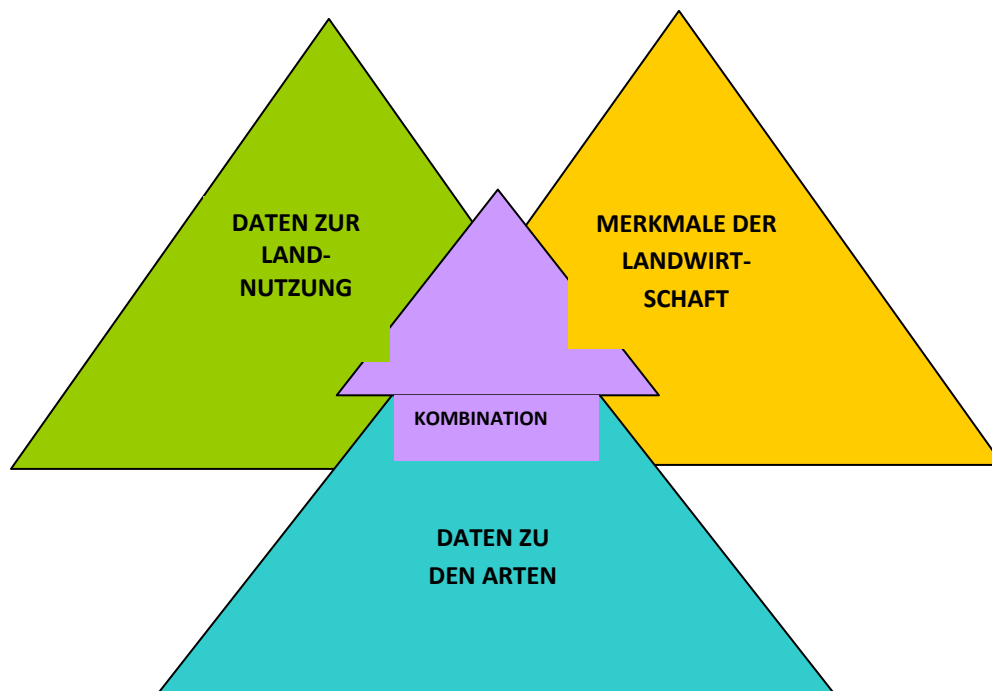 DATEN ZUR
LAND-
NUTZUNG
MERKMALE DER
LANDWIRT-
SCHAFT
KOMBINATION
DATEN ZU
DEN ARTEN